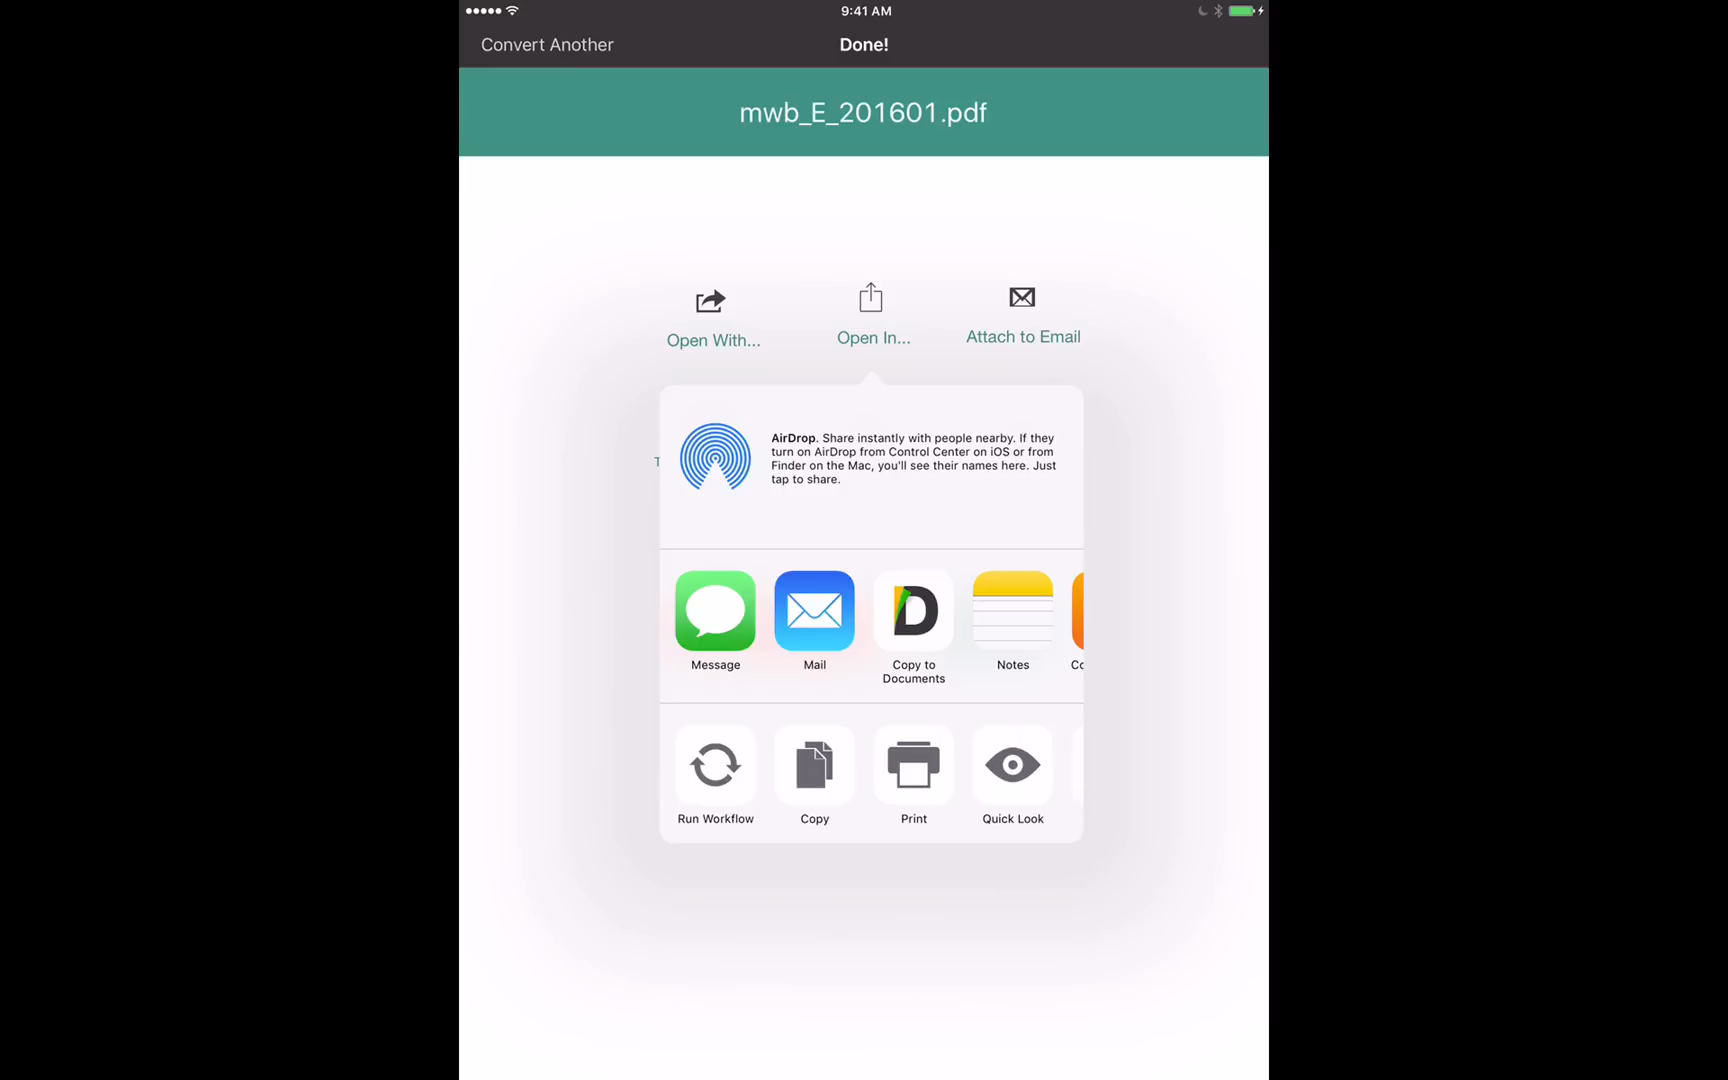 9:41 AM
Convert Another
Done!
mwb_E_201601.pdf
Open With...
Open In...
Attach to Email
AirDrop. Share instantly with people nearby. If they
turn on AirDrop from Control Center on iOS or from
Finder on the Mac, you'll see their names here. Just
tap to share.
T
Message
Mail
Copy to
Documents
Notes
Co
Run Workflow
Copy
Print
Quick Look